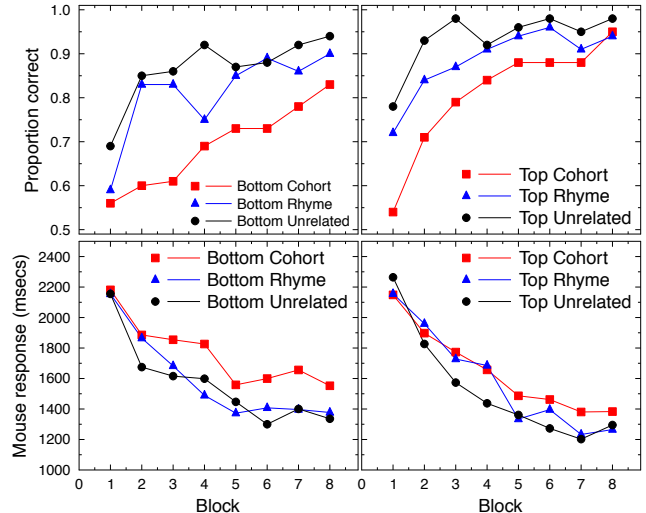 Proportion correct
1.0
0.9
0.8
0.7
0.6
0.5
Bottom Cohort
Bottom Rhyme
Bottom Unrelated
Top Cohort
Top Rhyme
Top Unrelated
Mouse response (msecs)
2400
2200
2000
1800
1600
1400
1200
1000
Bottom Cohort
Bottom Rhyme
Bottom Unrelated
Top Cohort
Top Rhyme
Top Unrelated
0 1 2 3 4 5 6 7 8
0 1 2 3 4 5 6 7 8
Block
Block